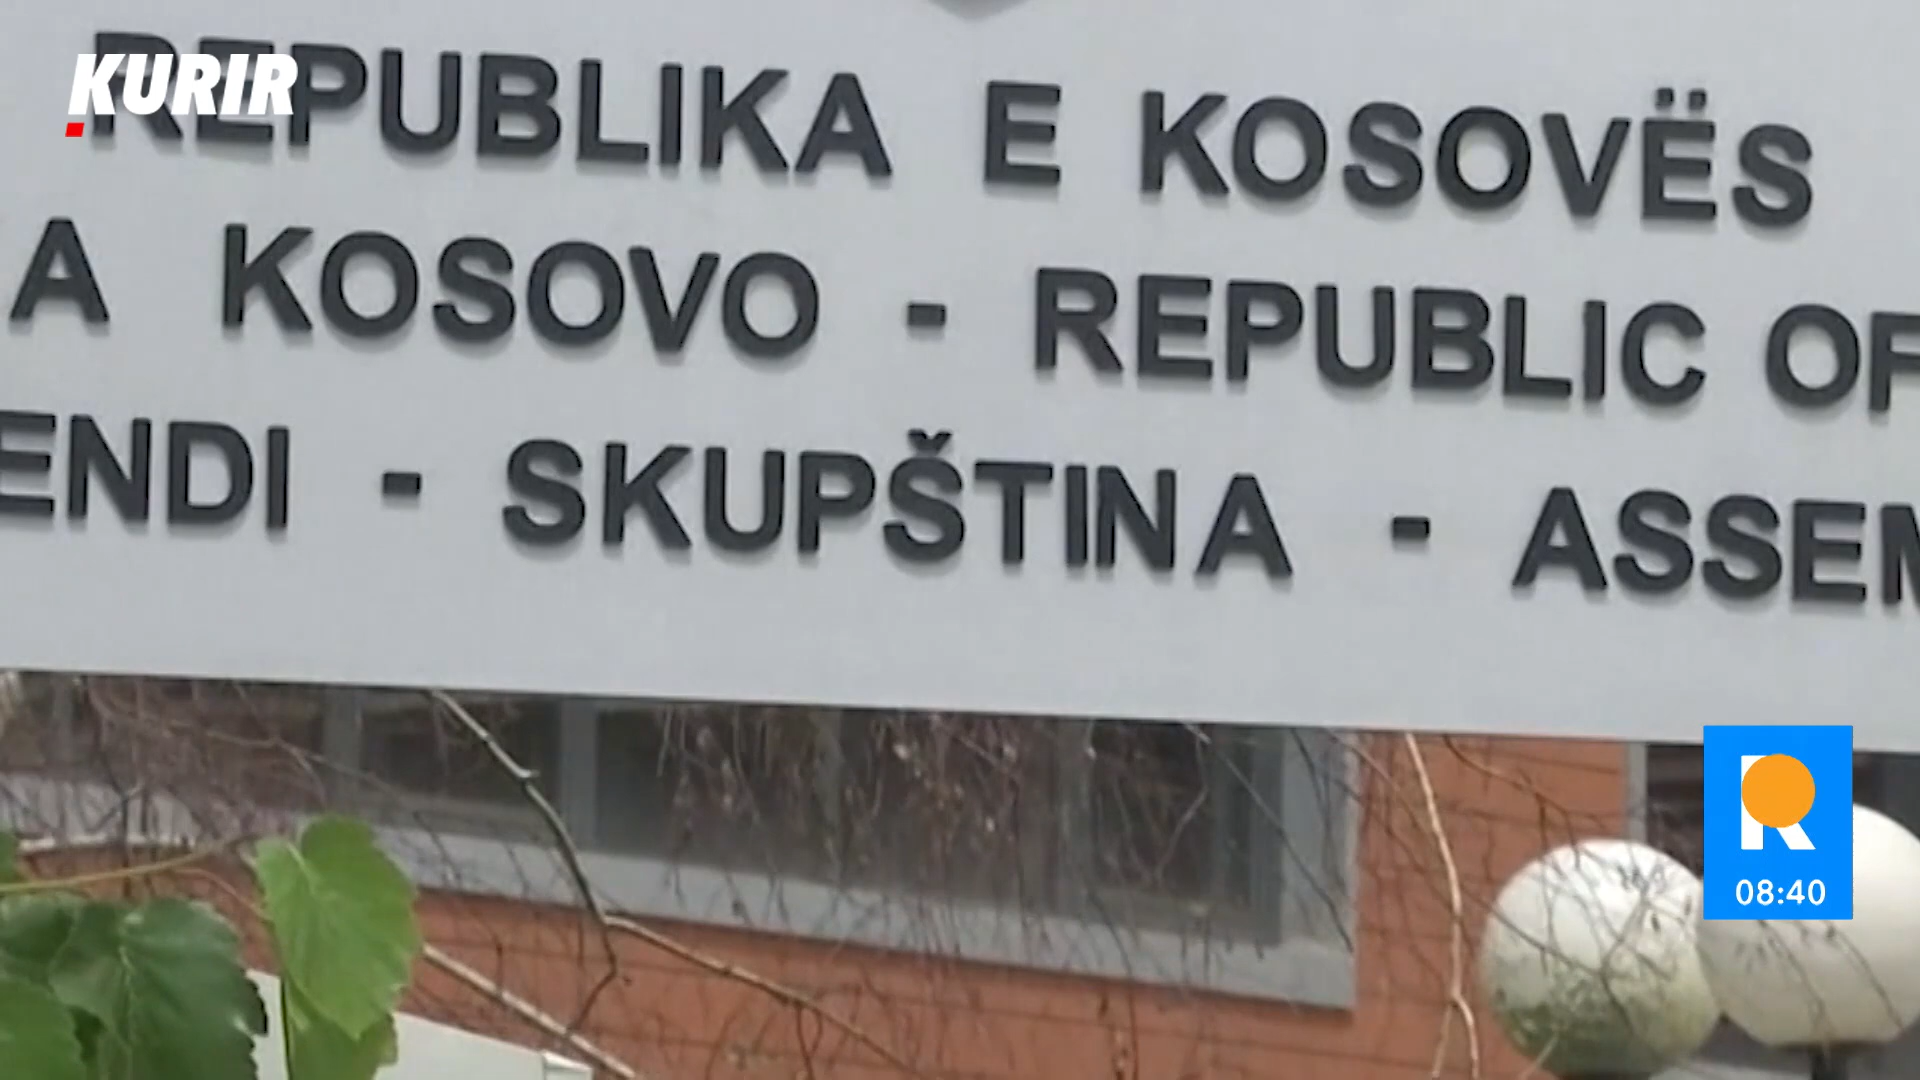 KURIR
REPUBLIKA E KOSOVËS
A KOSOVO - REPUBLIC OF
ENDI - SKUPŠTINA - ASSEM
R
08:40